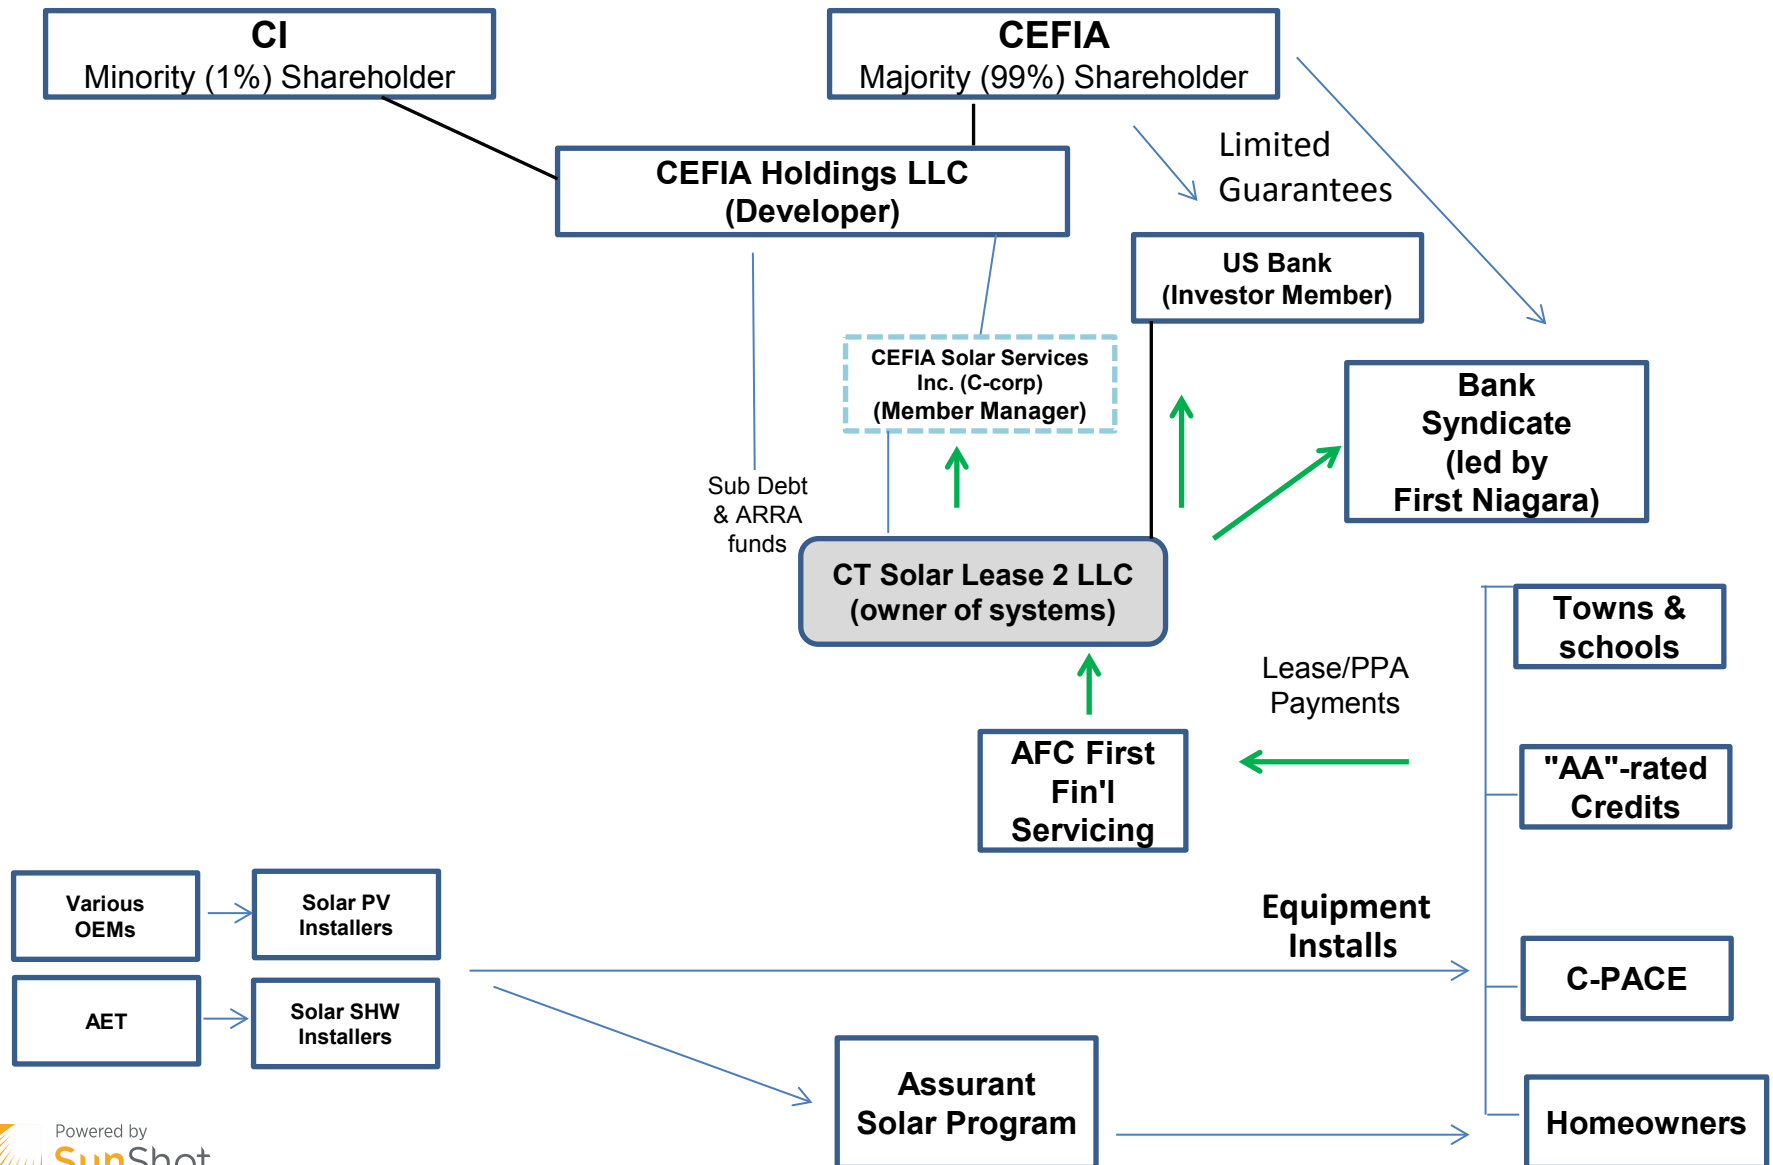 CI
Minority (1%) Shareholder
CEFIA
Majority (99%) Shareholder
CEFIA Holdings LLC
(Developer)
Limited
Guarantees
US Bank
(Investor Member)
CEFIA Solar Services
Inc. (C-corp)
(Member Manager)
Bank
Syndicate
(led by
First Niagara)
Sub Debt
& ARRA
funds
CT Solar Lease 2 LLC
(owner of systems)
Towns &
schools
Lease/PPA
Payments
AFC First
Fin'l
Servicing
"AA"-rated
Credits
Various
OEMs
Solar PV
Installers
Equipment
Installs
C-PACE
AET
Solar SHW
Installers
Assurant
Solar Program
Homeowners
Powered by
SunShot